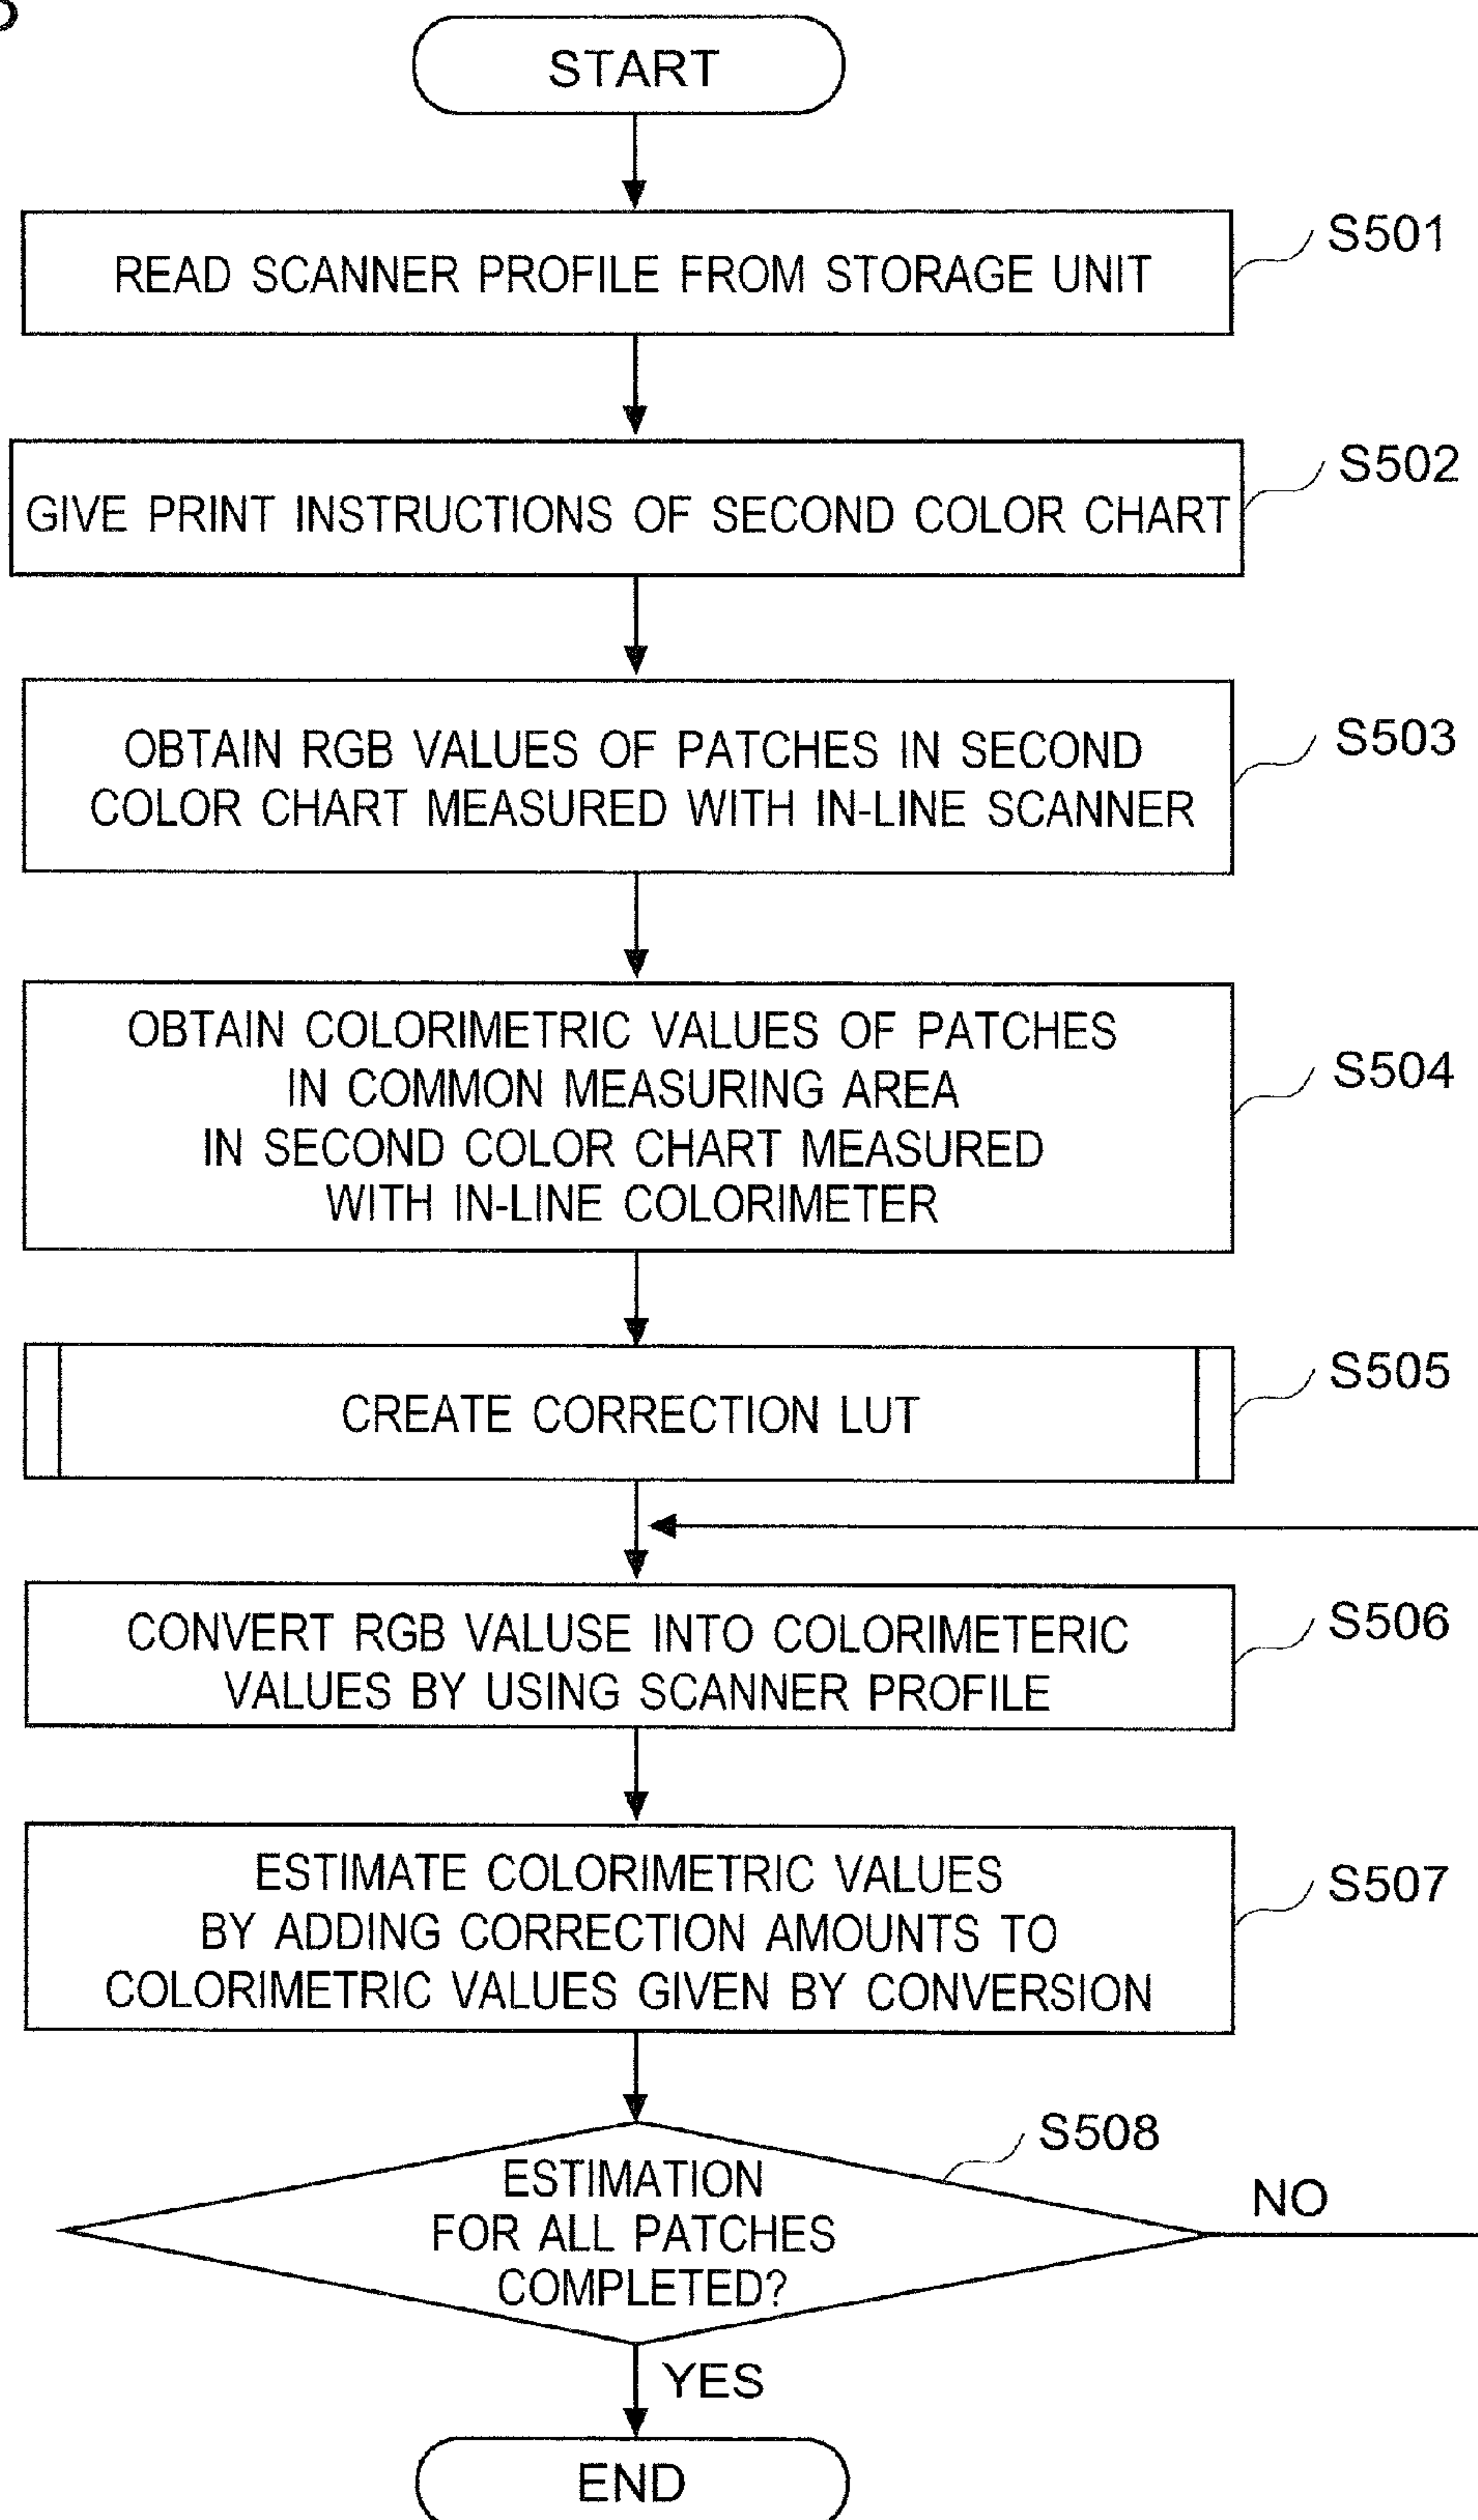 START
S501
READ SCANNER PROFILE FROM STORAGE UNIT
S502
GIVE PRINT INSTRUCTIONS OF SECOND COLOR CHART
S503
OBTAIN RGB VALUES OF PATCHES IN SECOND
COLOR CHART MEASURED WITH IN-LINE SCANNER
S504
OBTAIN COLORIMETRIC VALUES OF PATCHES
IN COMMON MEASURING AREA
IN SECOND COLOR CHART MEASURED
WITH IN-LINE COLORIMETER
S505
CREATE CORRECTION LUT
S506
CONVERT RGB VALUSE INTO COLORIMETERIC
VALUES BY USING SCANNER PROFILE
S507
ESTIMATE COLORIMETRIC VALUES
BY ADDING CORRECTION AMOUNTS TO
COLORIMETRIC VALUES GIVEN BY CONVERSION
S508
ESTIMATION
FOR ALL PATCHES
COMPLETED?
NO
YES
END